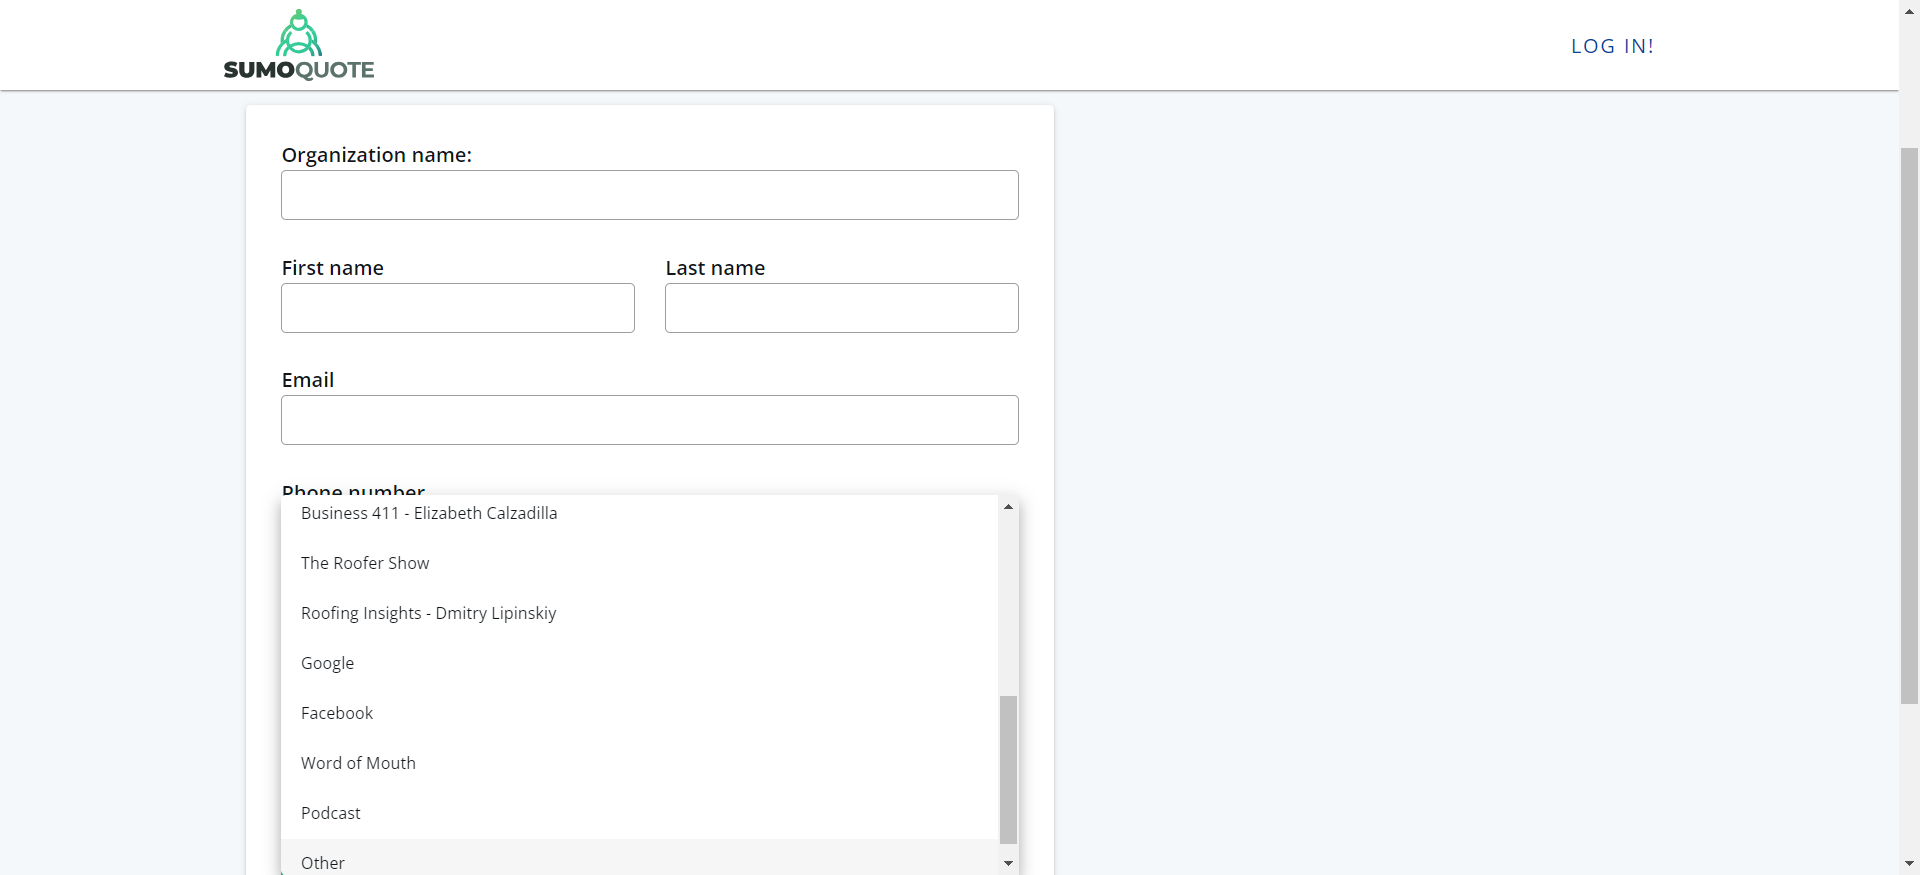 SUMOQUOTE
LOG IN!
Organization name:
First name
Last name
Email
Phone number
Business 411 - Elizabeth Calzadilla
The Roofer Show
Roofing Insights - Dmitry Lipinskiy
Google
Facebook
Word of Mouth
Podcast
Other